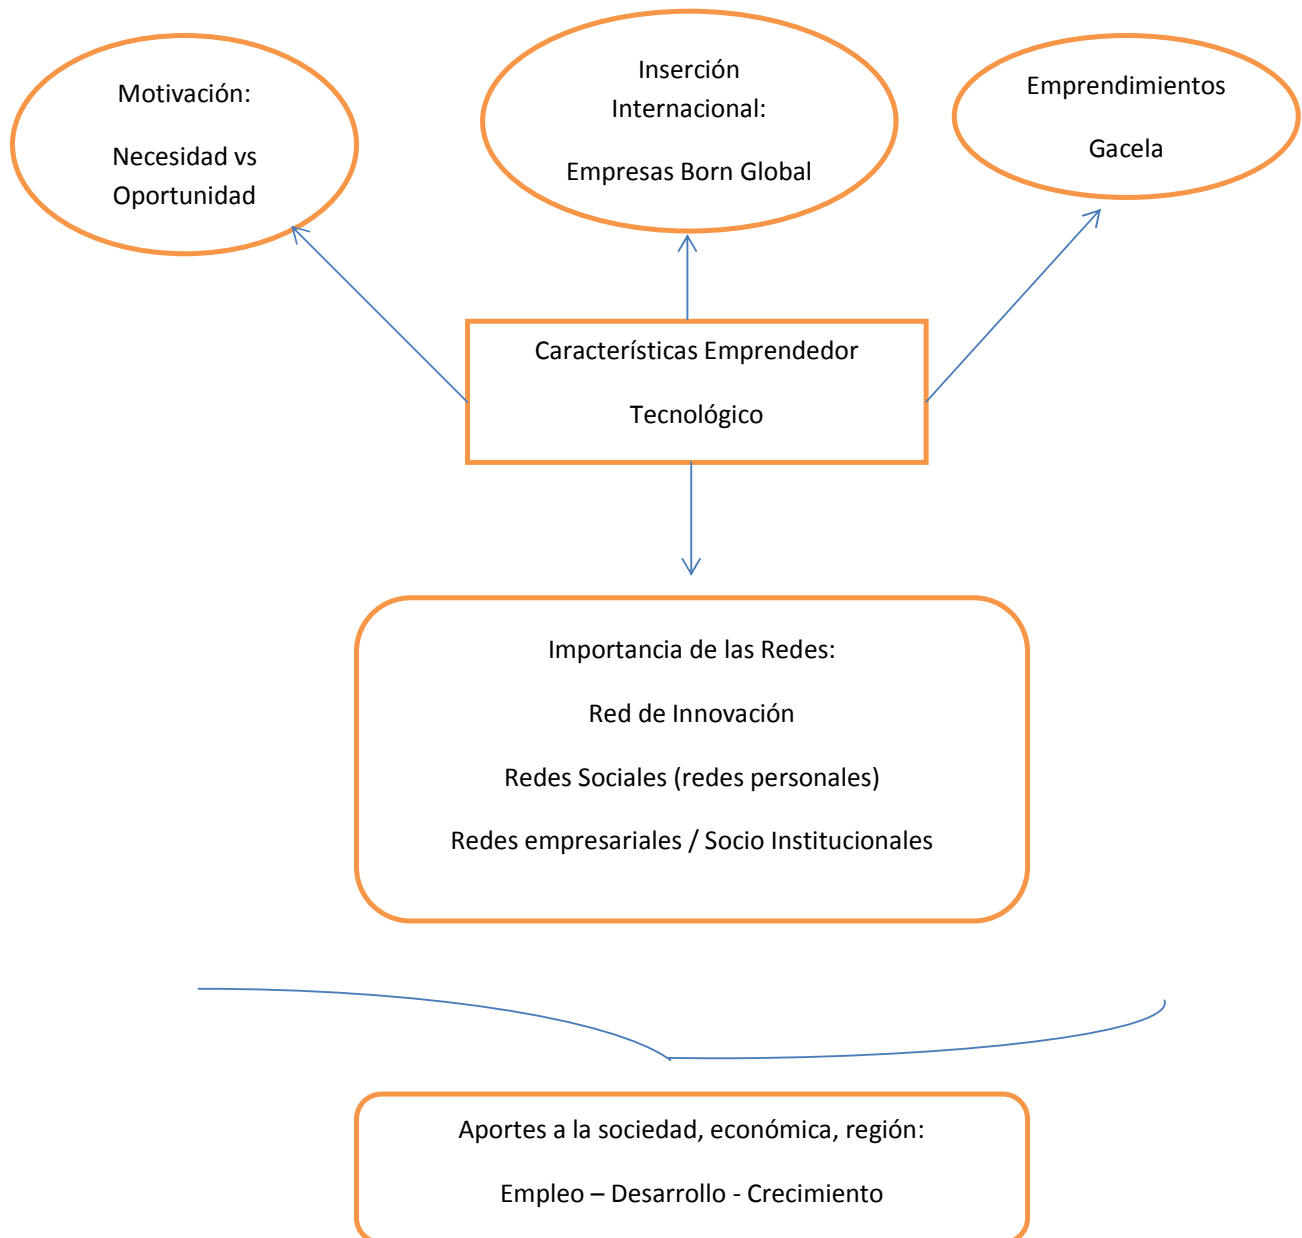 Motivación:
Necesidad vs
Oportunidad
Inserción
Internacional:
Empresas Born Global
Emprendimientos
Gacela
Características Emprendedor
Tecnológico
Importancia de las Redes:
Red de Innovación
Redes Sociales (redes personales)
Redes empresariales / Socio Institucionales
Aportes a la sociedad, económica, región:
Empleo – Desarrollo - Crecimiento